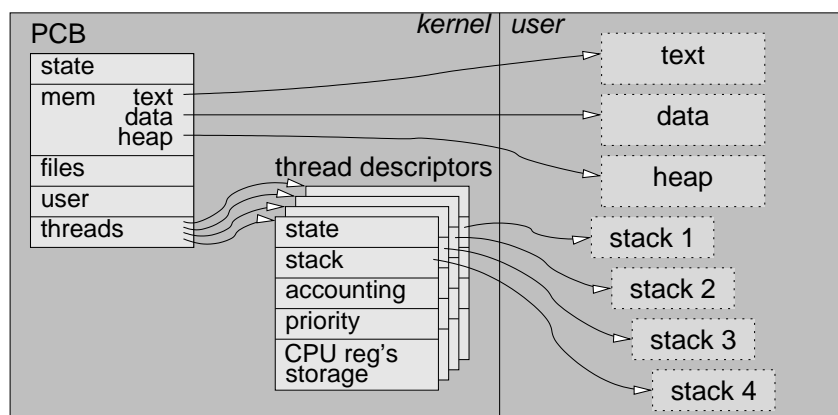 kernel user
PCB
state
mem text
data
heap
files
user
threads
thread descriptors
state
stack
accounting
priority
CPU reg's
storage
text
data
heap
stack 1
stack 2
stack 3
stack 4